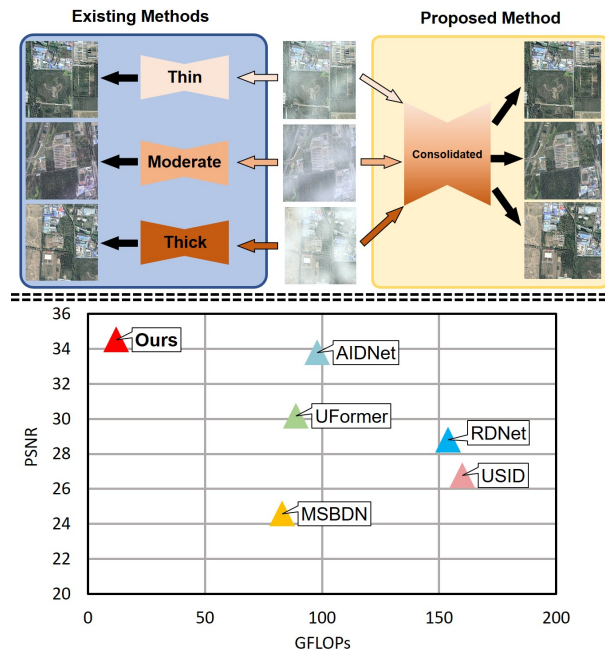 Existing Methods
Proposed Method
Thin
Moderate
Thick
Consolidated
36
34
32
30
28
26
24
22
20
PSNR
Ours
AIDNet
UFormer
RDNet
USID
MSBDN
0
50
100
150
200
GFLOPs